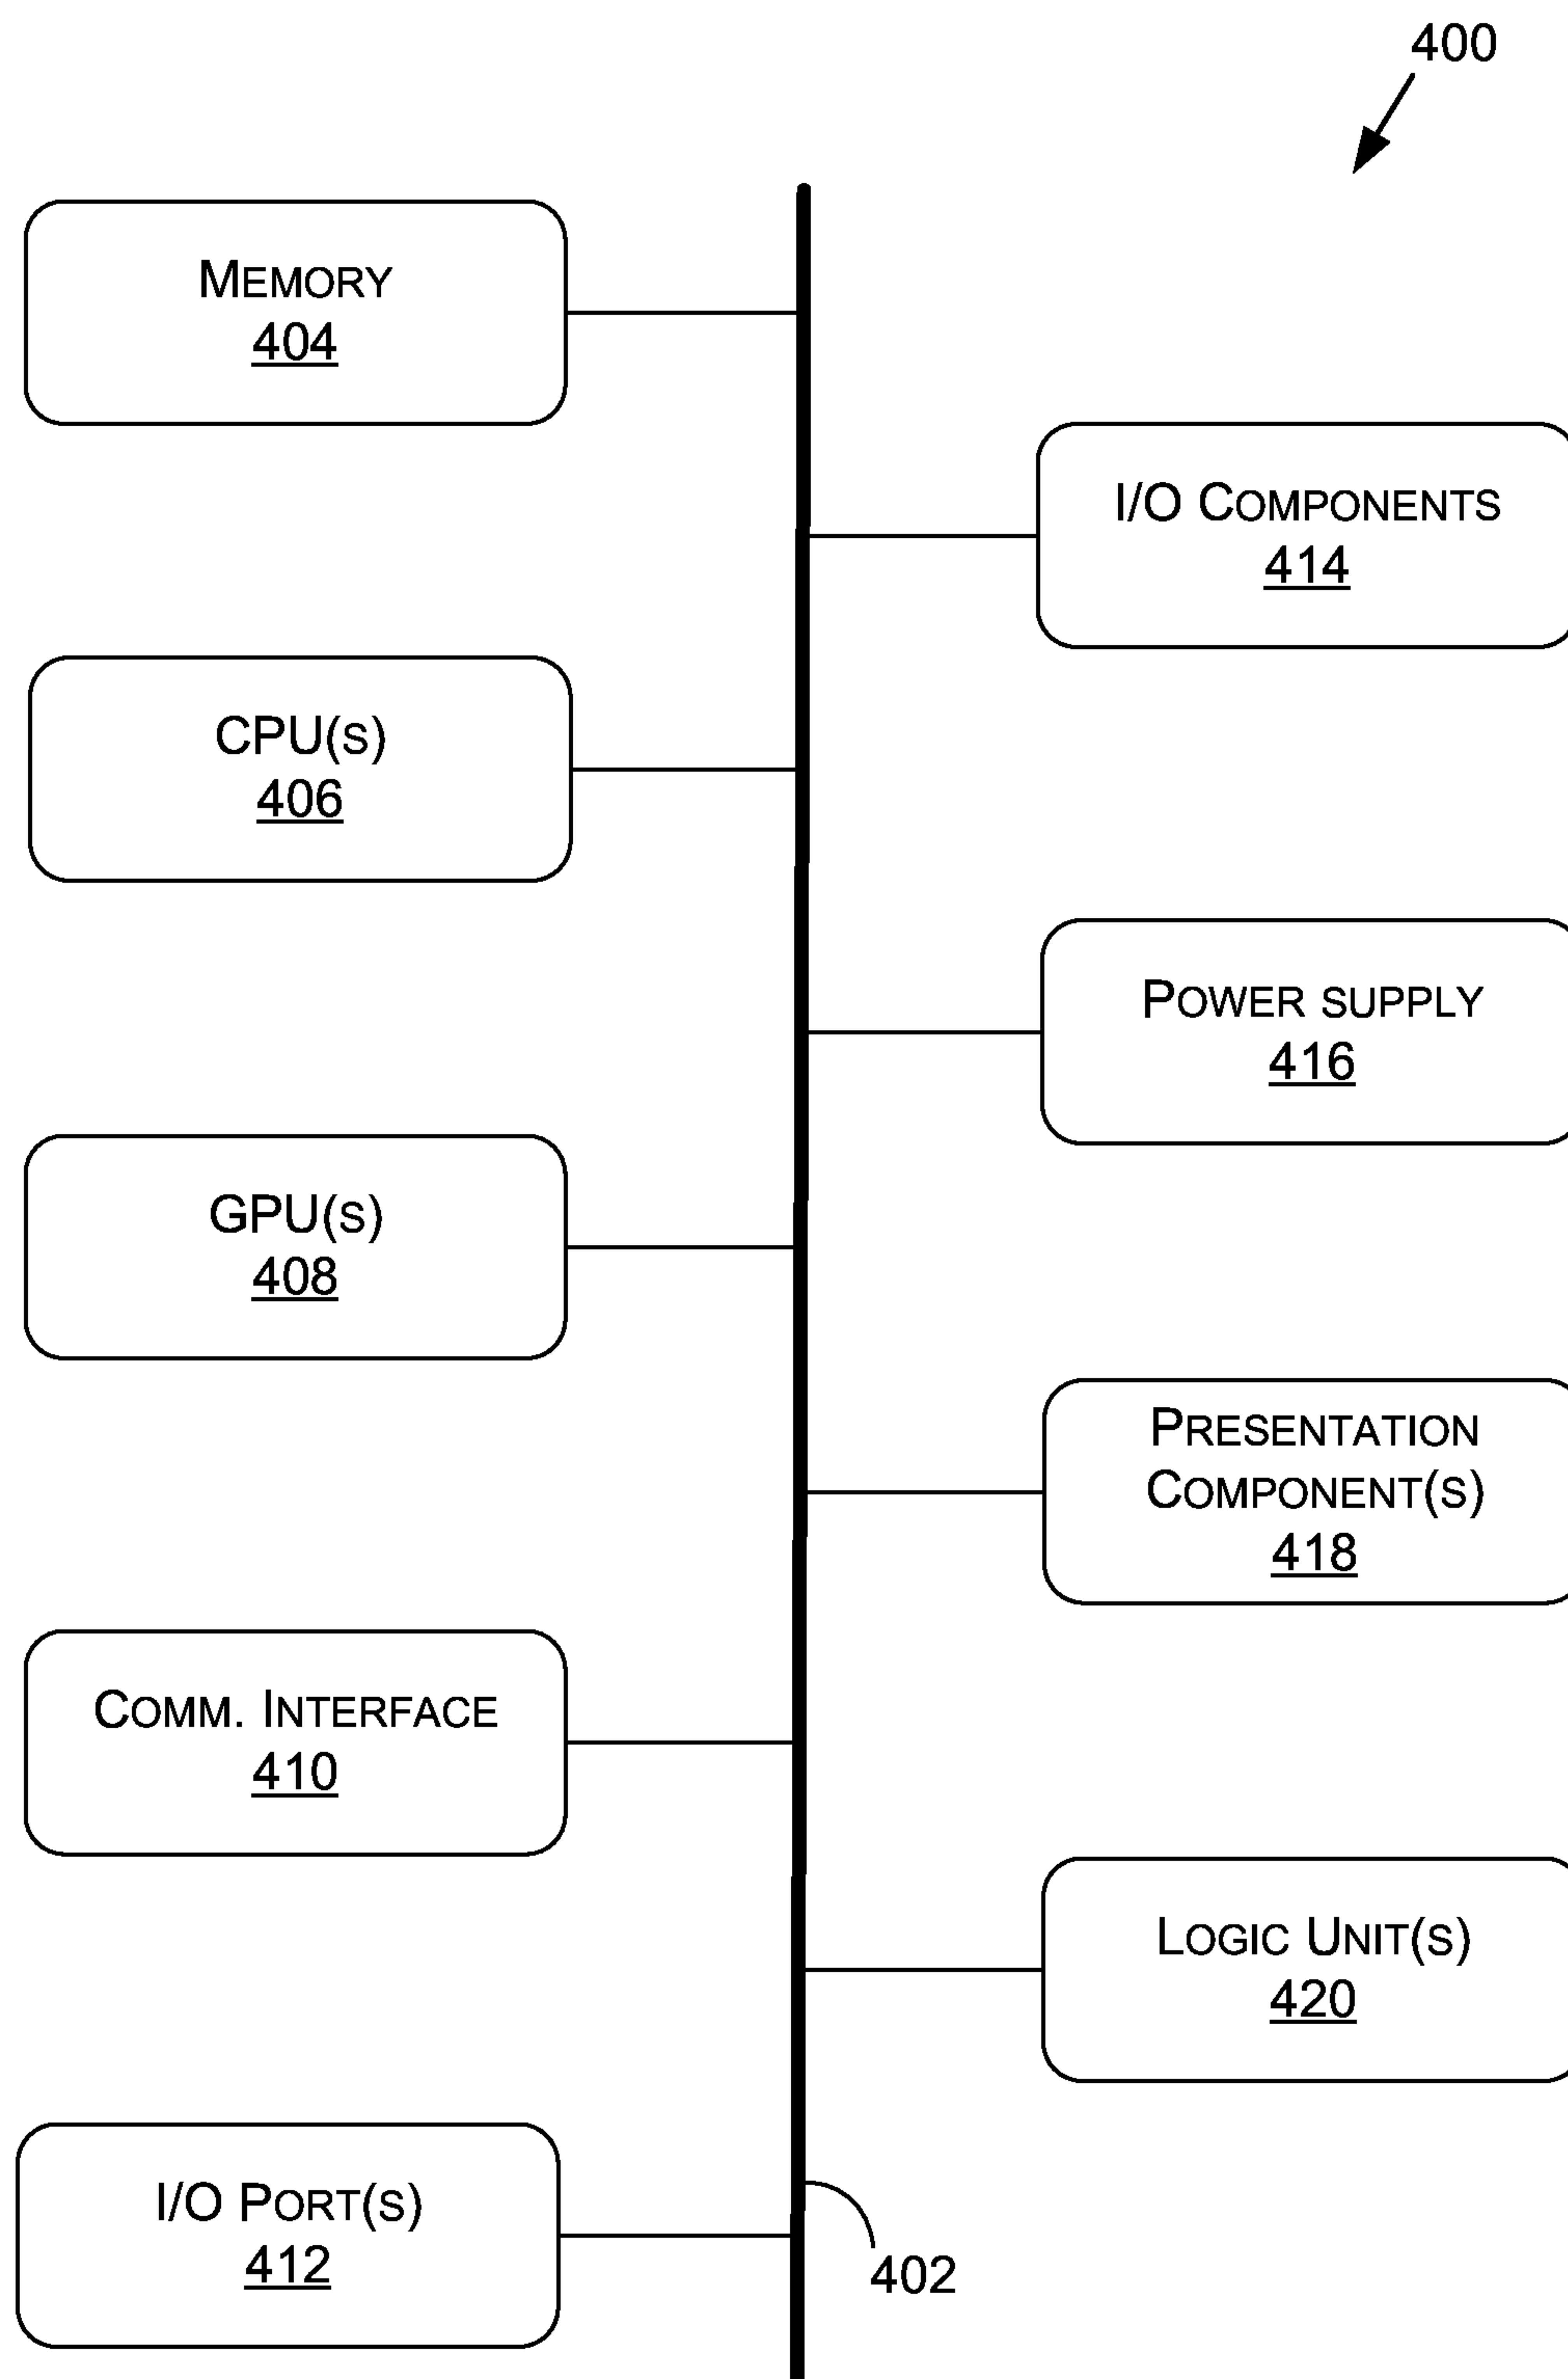 400
MEMORY
404
I/O COMPONENTS
414
CPU(S)
406
POWER SUPPLY
416
GPU(S)
408
PRESENTATION
COMPONENT(S)
418
COMM. INTERFACE
410
LOGIC UNIT(S)
420
I/O PORT(S)
412
402